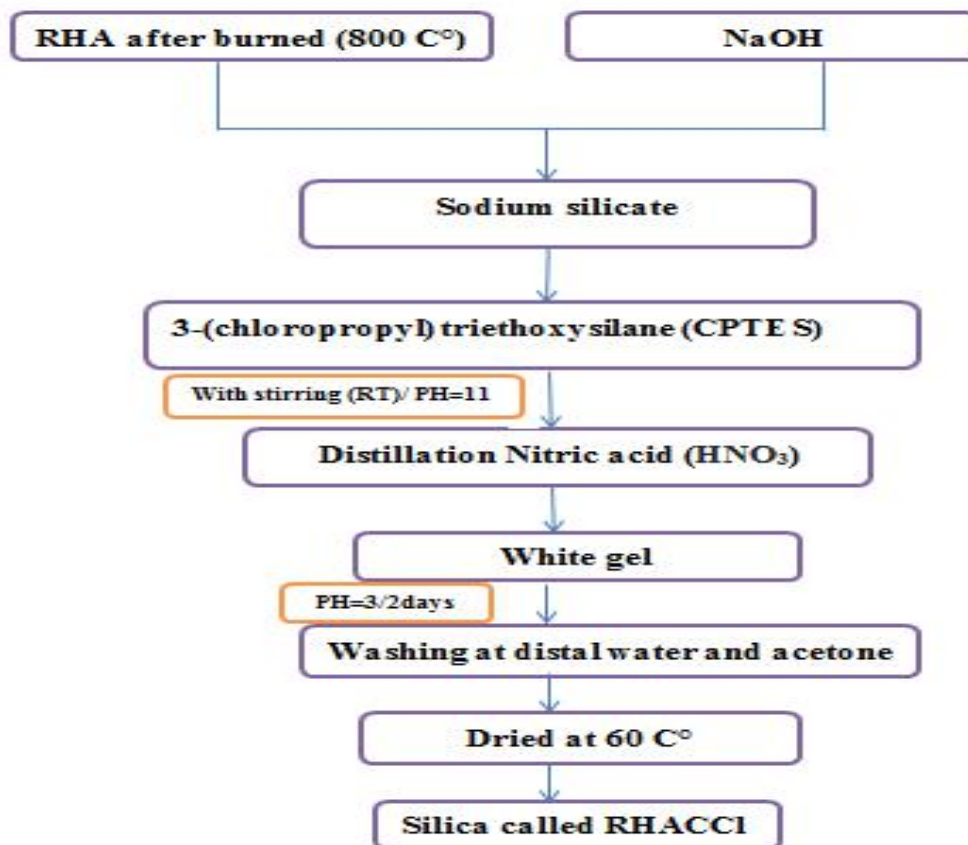 RHA after burned (800 C°)
NaOH
Sodium silicate
3-(chloropropyl) triethoxysilane (CPTE S)
With stirring (RT)/ PH=11
Distillation Nitric acid (HNO₃)
White gel
PH=3/2days
Washing at distal water and acetone
Dried at 60 C°
Silica called RHACCl